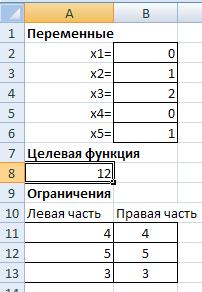 A B
1 Переменные
2 x1= 0
3 x2= 1
4 x3= 2
5 x4= 0
6 x5= 1
7 Целевая функция
8 12
9 Ограничения
10 Левая часть Правая часть
11 4 4
12 5 5
13 3 3